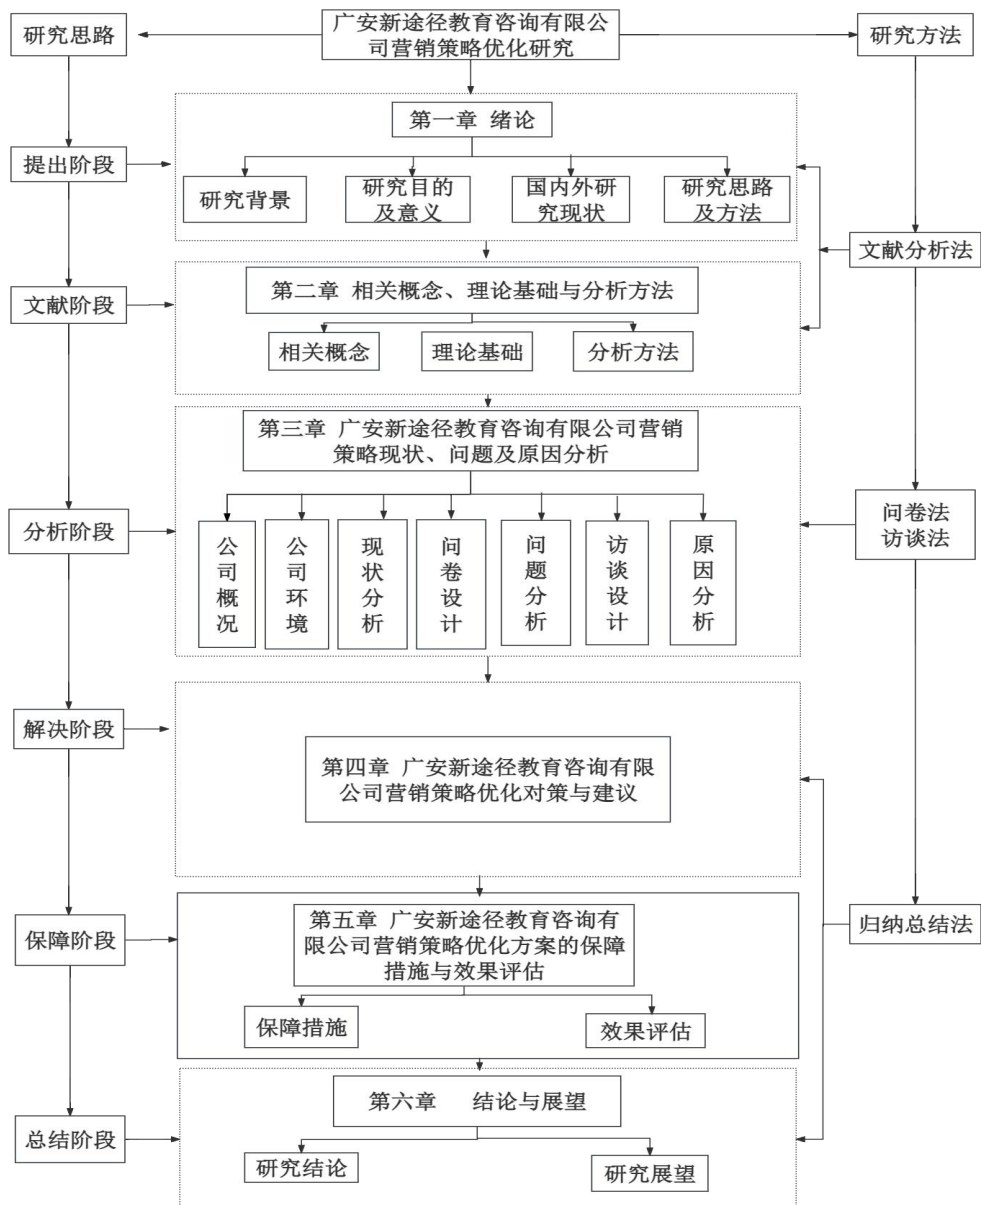 研究思路
广安新途径教育咨询有限公
司营销策略优化研究
研究方法
第一章 绪论
提出阶段
研究背景
研究目的
及意义
国内外研
究现状
研究思路
及方法
文献分析法
文献阶段
第二章 相关概念、理论基础与分析方法
相关概念
理论基础
分析方法
第三章 广安新途径教育咨询有限公司营销
策略现状、问题及原因分析
分析阶段
问卷法
访谈法
公司概况
公司环境
现状分析
问卷设计
问题分析
访谈设计
原因分析
解决阶段
第四章 广安新途径教育咨询有限
公司营销策略优化对策与建议
保障阶段
第五章 广安新途径教育咨询有
限公司营销策略优化方案的保障
措施与效果评估
归纳总结法
保障措施
效果评估
第六章 结论与展望
总结阶段
研究结论
研究展望